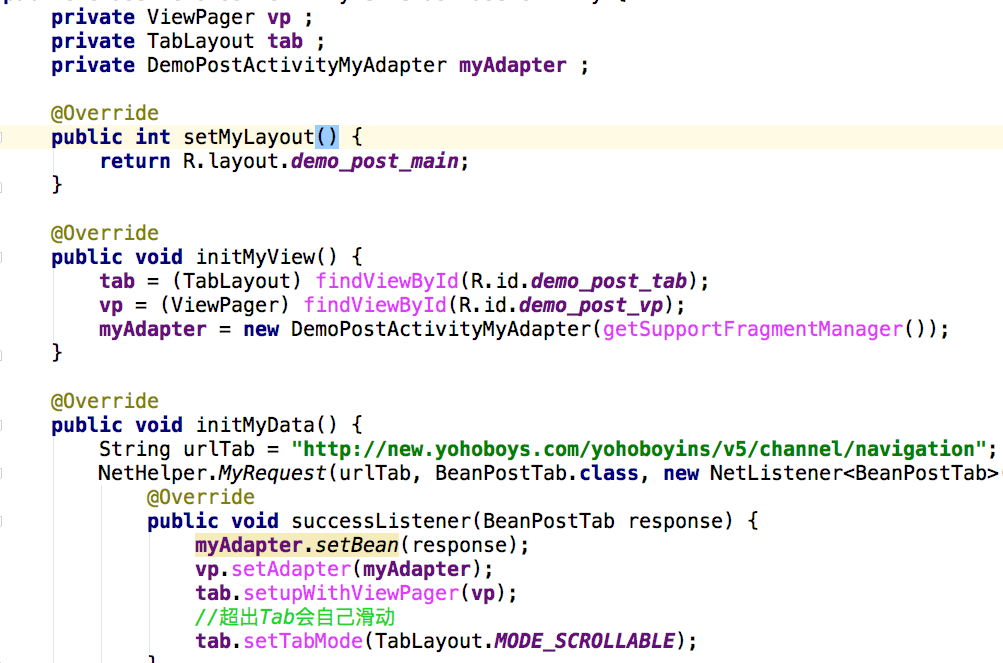 private ViewPager vp ;
private TabLayout tab ;
private DemoPostActivityMyAdapter myAdapter ;
@Override
public int setMyLayout() {
return R.layout.demo_post_main;
}
@Override
public void initMyView() {
tab = (TabLayout) findViewById(R.id.demo_post_tab);
vp = (ViewPager) findViewById(R.id.demo_post_vp);
myAdapter = new DemoPostActivityMyAdapter(getSupportFragmentManager());
}
@Override
public void initMyData() {
String urlTab = "http://new.yohoboys.com/yohoboyins/v5/channel/navigation";
NetHelper.MyRequest(urlTab, BeanPostTab.class, new NetListener<BeanPostTab>(
@Override
public void successListener(BeanPostTab response) {
myAdapter.setBean(response);
vp.setAdapter(myAdapter);
tab.setupWithViewPager(vp);
//超出Tab会自己滑动
tab.setTabMode(TabLayout.MODE_SCROLLABLE);